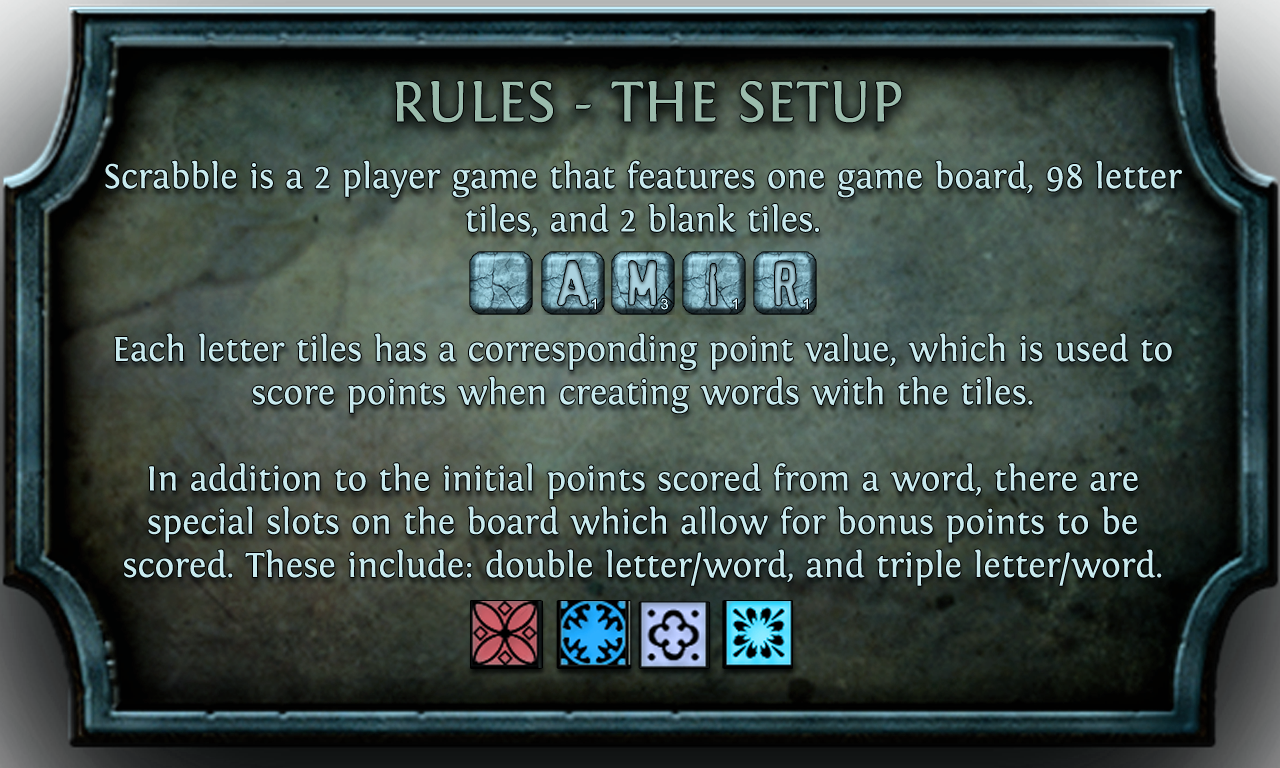 RULES - THE SETUP
Scrabble is a 2 player game that features one game board, 98 letter
tiles, and 2 blank tiles.
A1 M3 I1 R1
Each letter tiles has a corresponding point value, which is used to
score points when creating words with the tiles.
In addition to the initial points scored from a word, there are
special slots on the board which allow for bonus points to be
scored. These include: double letter/word, and triple letter/word.